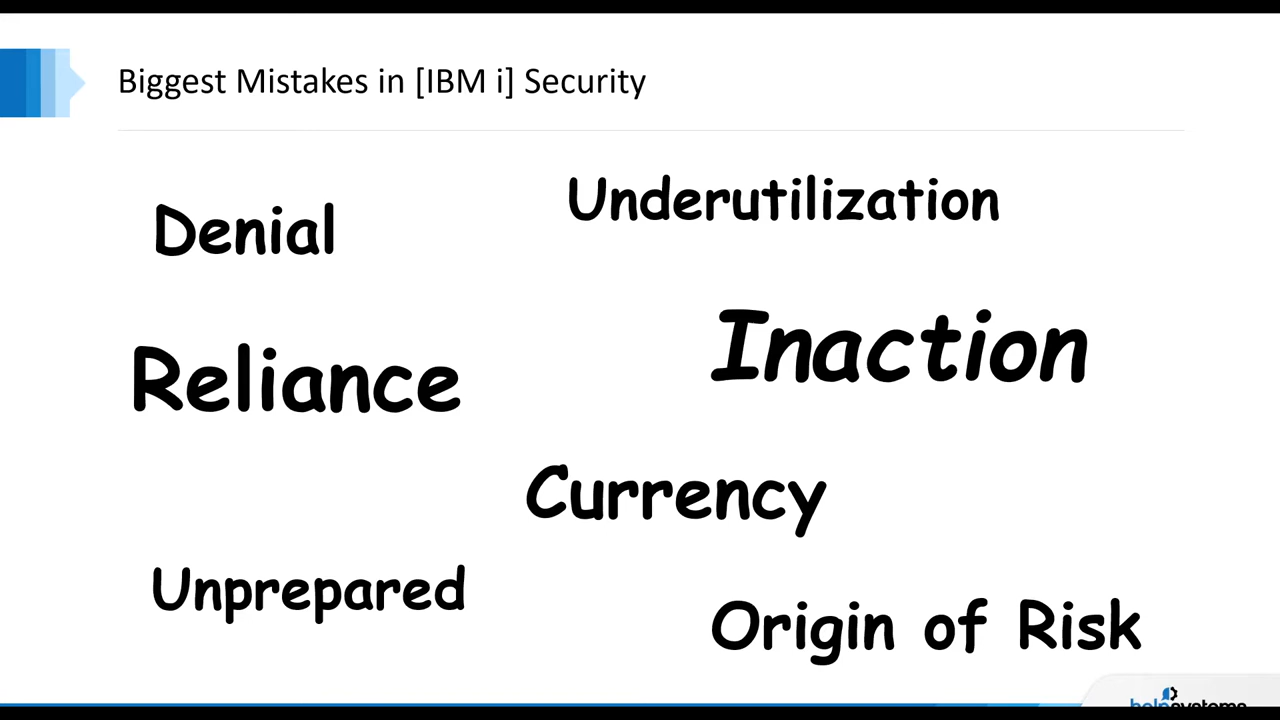 Biggest Mistakes in [IBM i] Security
Underutilization
Denial
Inaction
Reliance
Currency
Unprepared
Origin of Risk